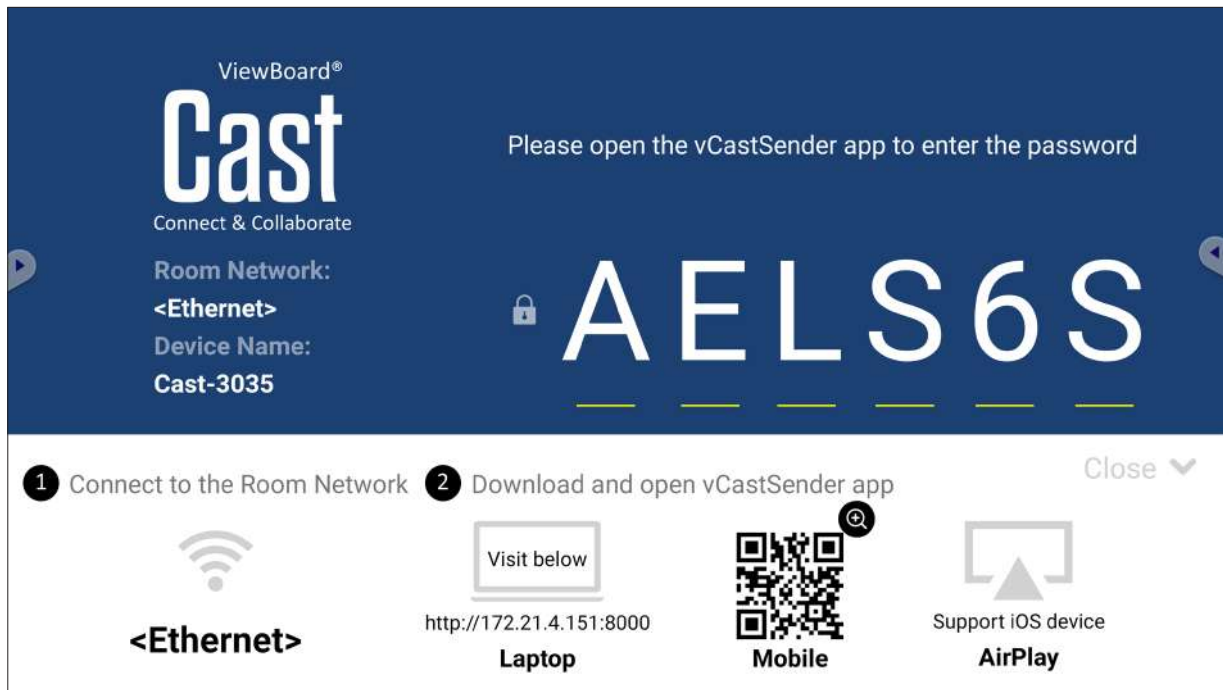 ViewBoard®
Cast
Connect & Collaborate
Room Network:
<Ethernet>
Device Name:
Cast-3035
Please open the vCastSender app to enter the password
AELS6S
1 Connect to the Room Network
<Ethernet>
2 Download and open vCastSender app
Close
Visit below
http://172.21.4.151:8000
Laptop
Mobile
Support iOS device
AirPlay